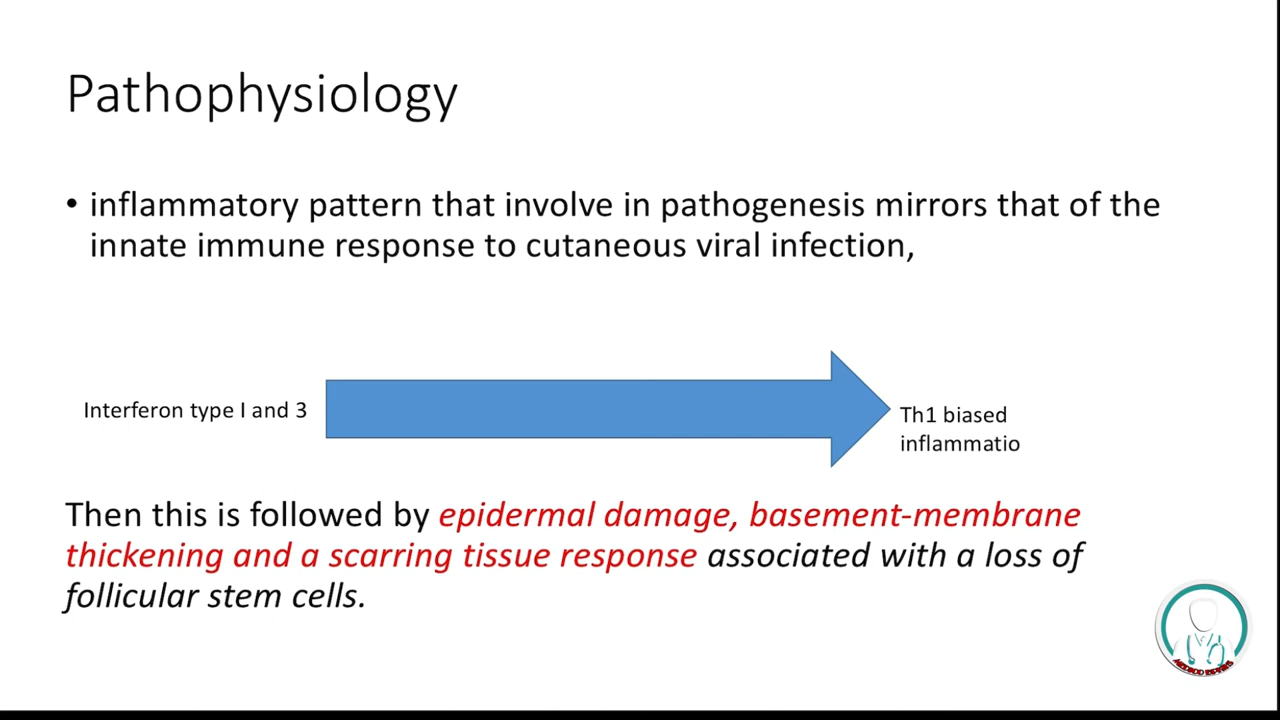 Pathophysiology
• inflammatory pattern that involve in pathogenesis mirrors that of the
innate immune response to cutaneous viral infection,
Interferon type I and 3
Th1 biased
inflammatio
Then this is followed by epidermal damage, basement-membrane
thickening and a scarring tissue response associated with a loss of
follicular stem cells.